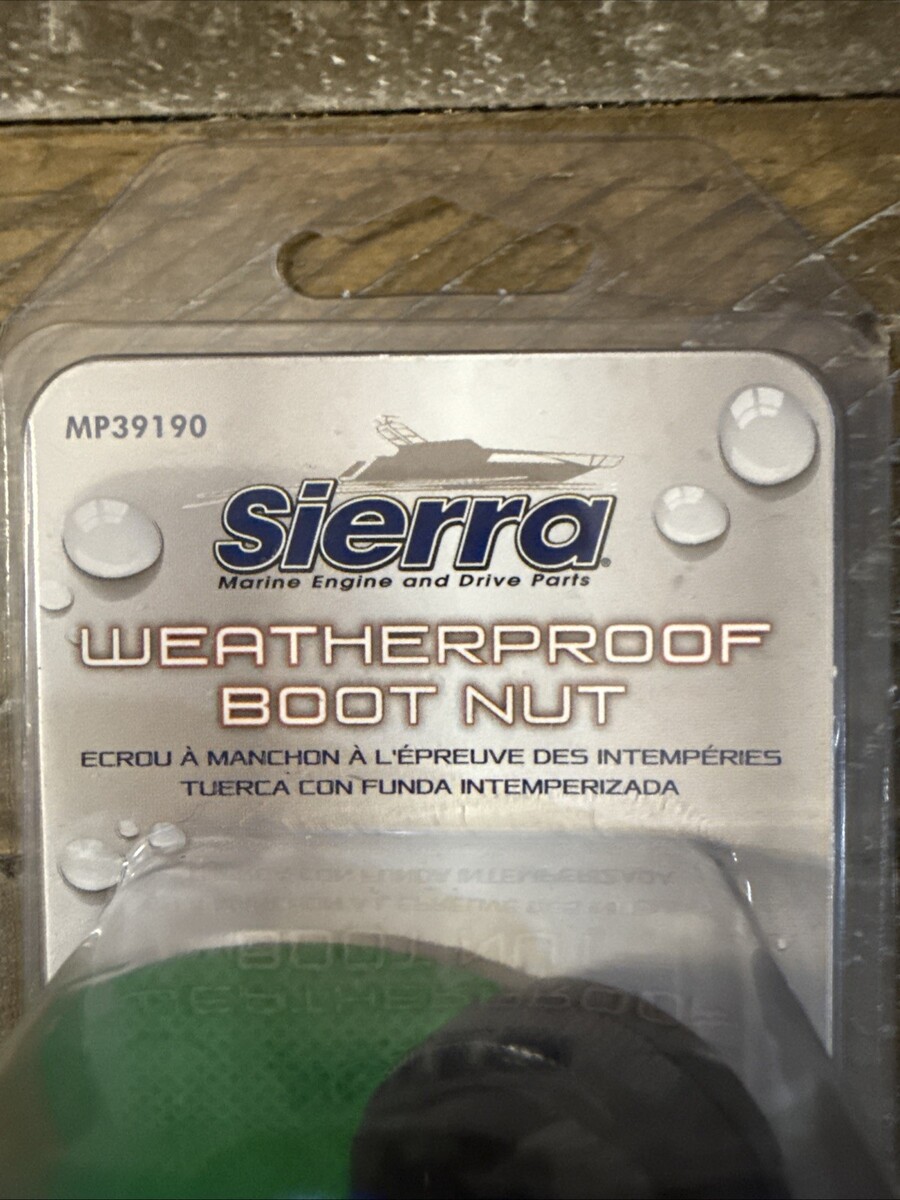 MP39190
Sierra®
Marine Engine and Drive Parts
WEATHERPROOF
BOOT NUT
ECROU À MANCHON À L'ÉPREUVE DES INTEMPÉRIES
TUERCA CON FUNDA INTEMPERIZADA